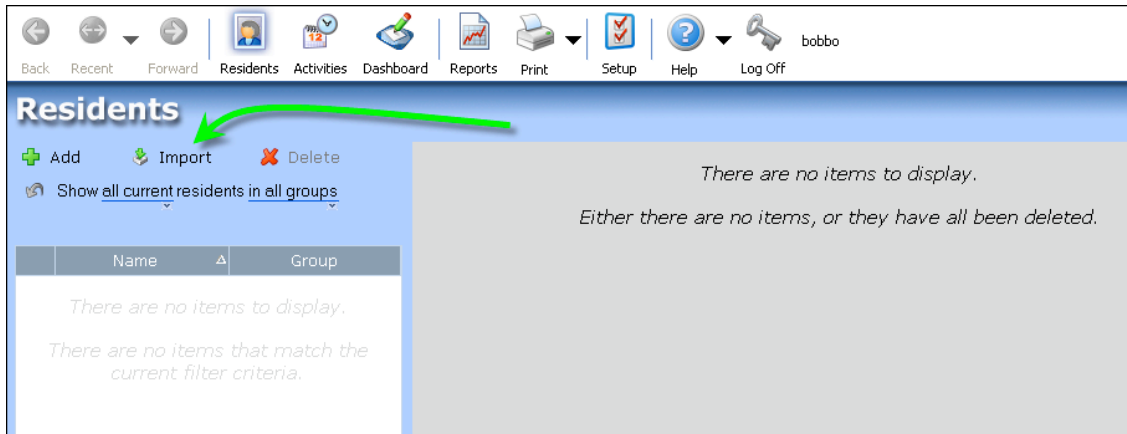 Back Recent Forward Residents Activities Dashboard Reports Print Setup Help Log Off bobbo
12
Residents
Add Import Delete
Show all current residents in all groups
Name Group
There are no items to display.
There are no items that match the
current filter criteria.
There are no items to display.
Either there are no items, or they have all been deleted.